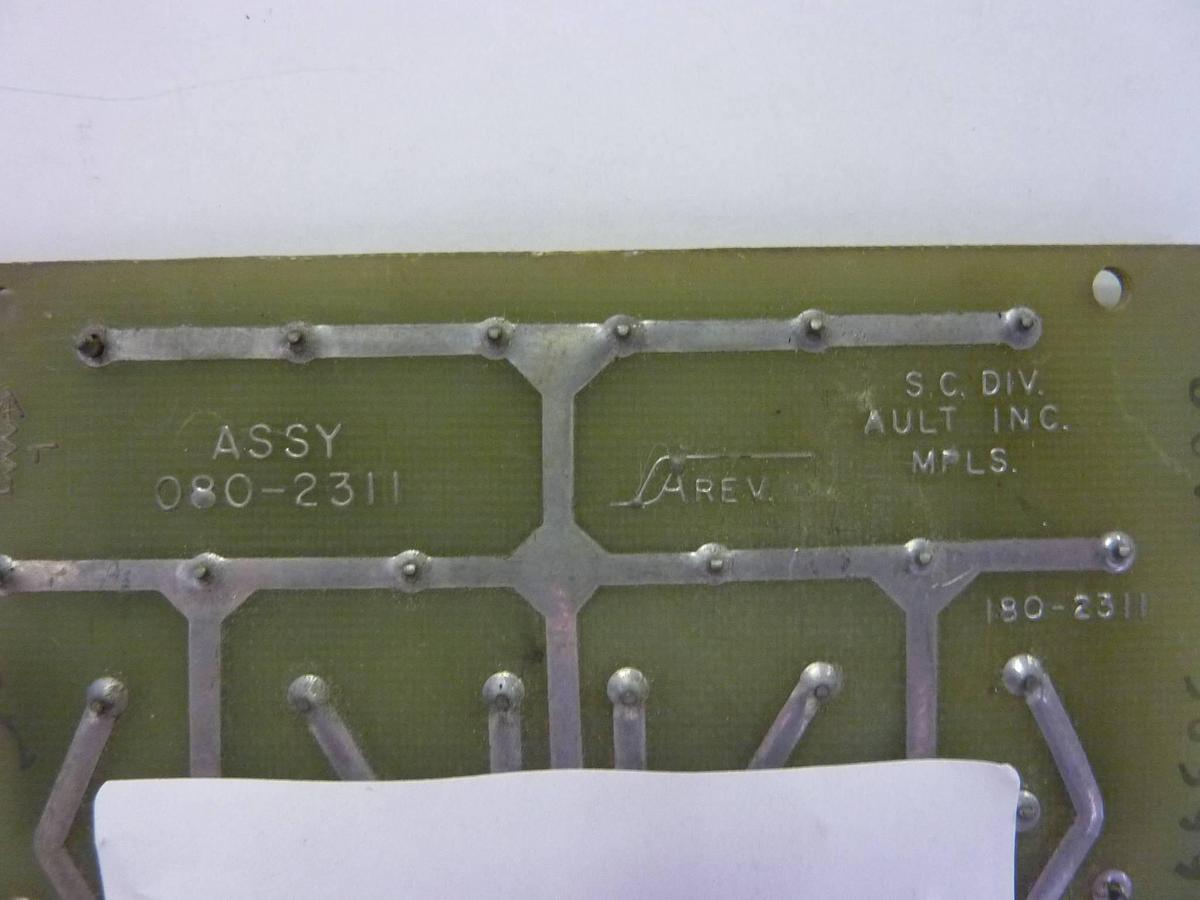 S.C. DIV.
AULT INC.
MPLS.
ASSY
080-2311
A REV.
180-2311